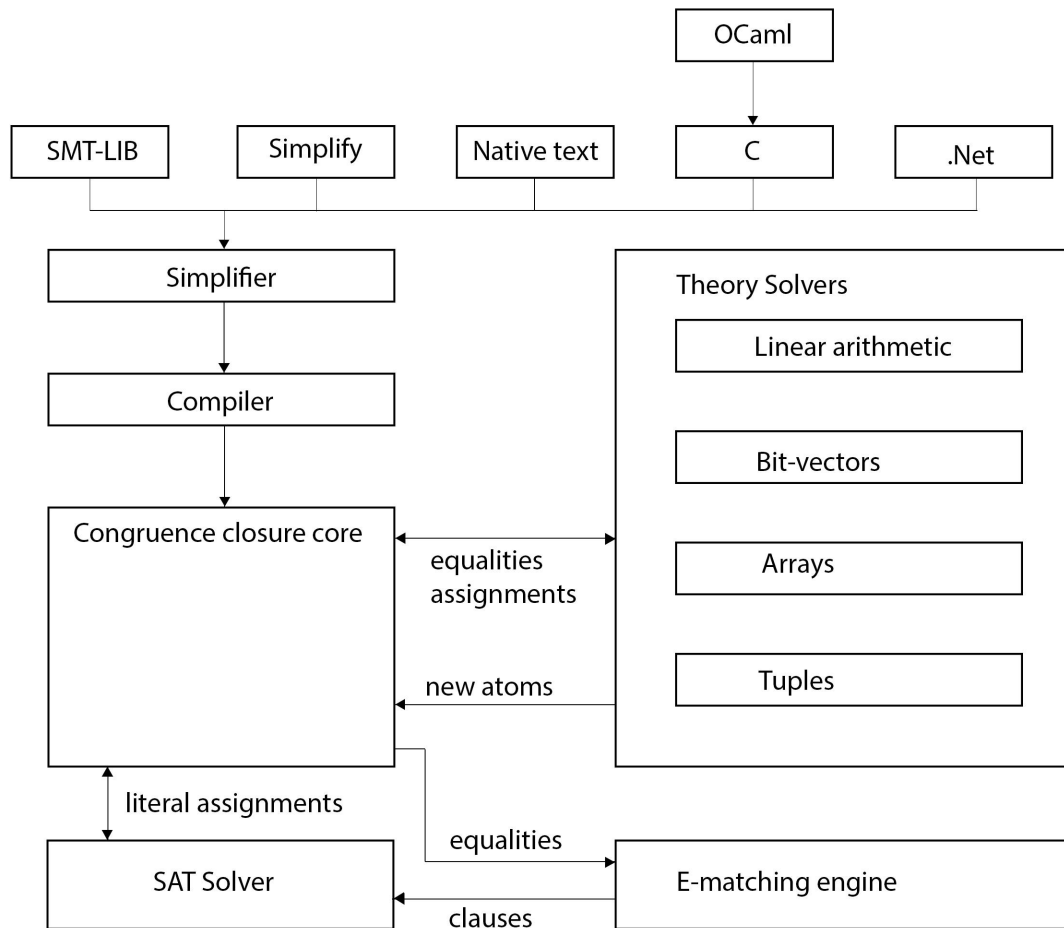 OCaml
SMT-LIB
Simplify
Native text
C
.Net
Simplifier
Theory Solvers
Linear arithmetic
Compiler
Bit-vectors
Congruence closure core
equalities
assignments
Arrays
new atoms
Tuples
literal assignments
equalities
SAT Solver
E-matching engine
clauses